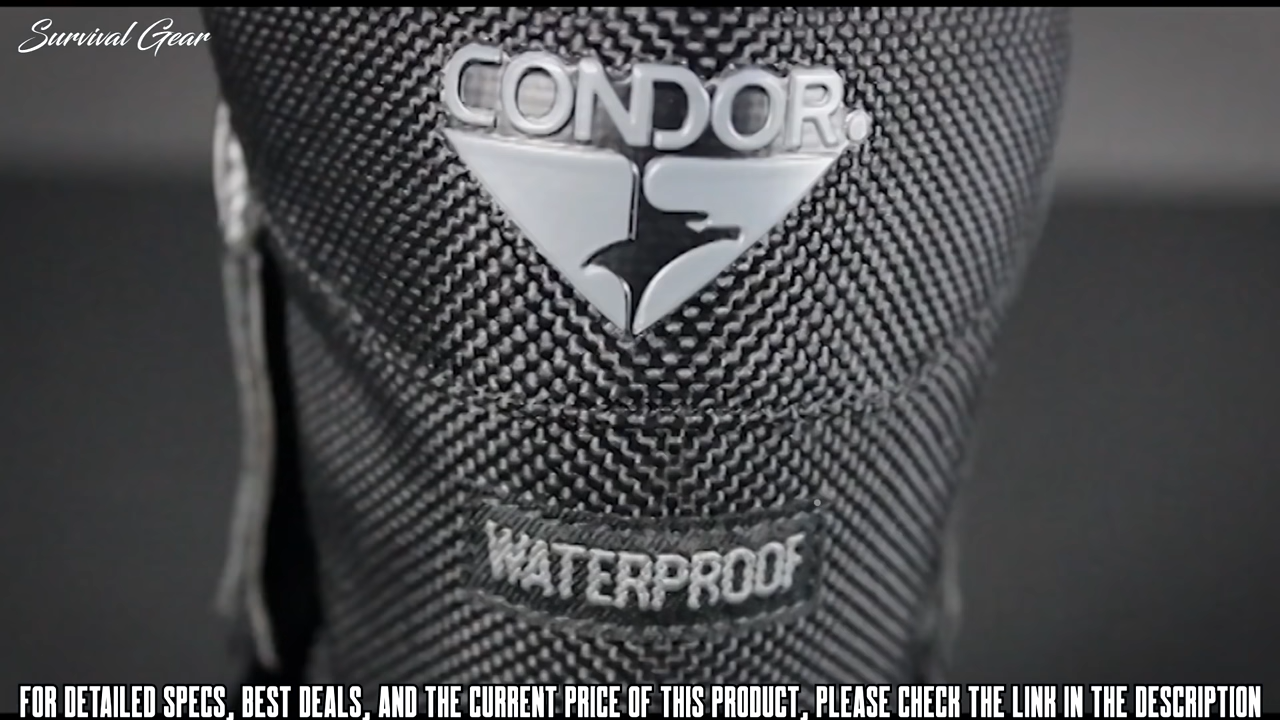 Survival Gear
CONDOR.
WATERPROOF
FOR DETAILED SPECS, BEST DEALS, AND THE CURRENT PRICE OF THIS PRODUCT, PLEASE CHECK THE LINK IN THE DESCRIPTION